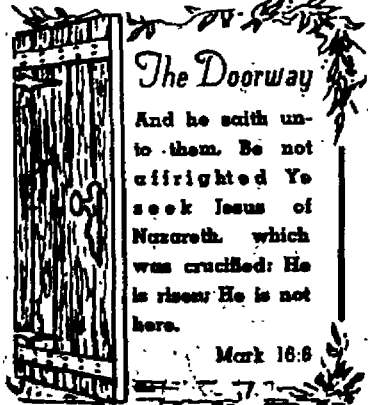 The Doorway
And he saith un-
to them, Be not
affrighted Ye
seek Jesus of
Nazareth, which
was crucified: He
is risen; He is not
here.
Mark 16:6